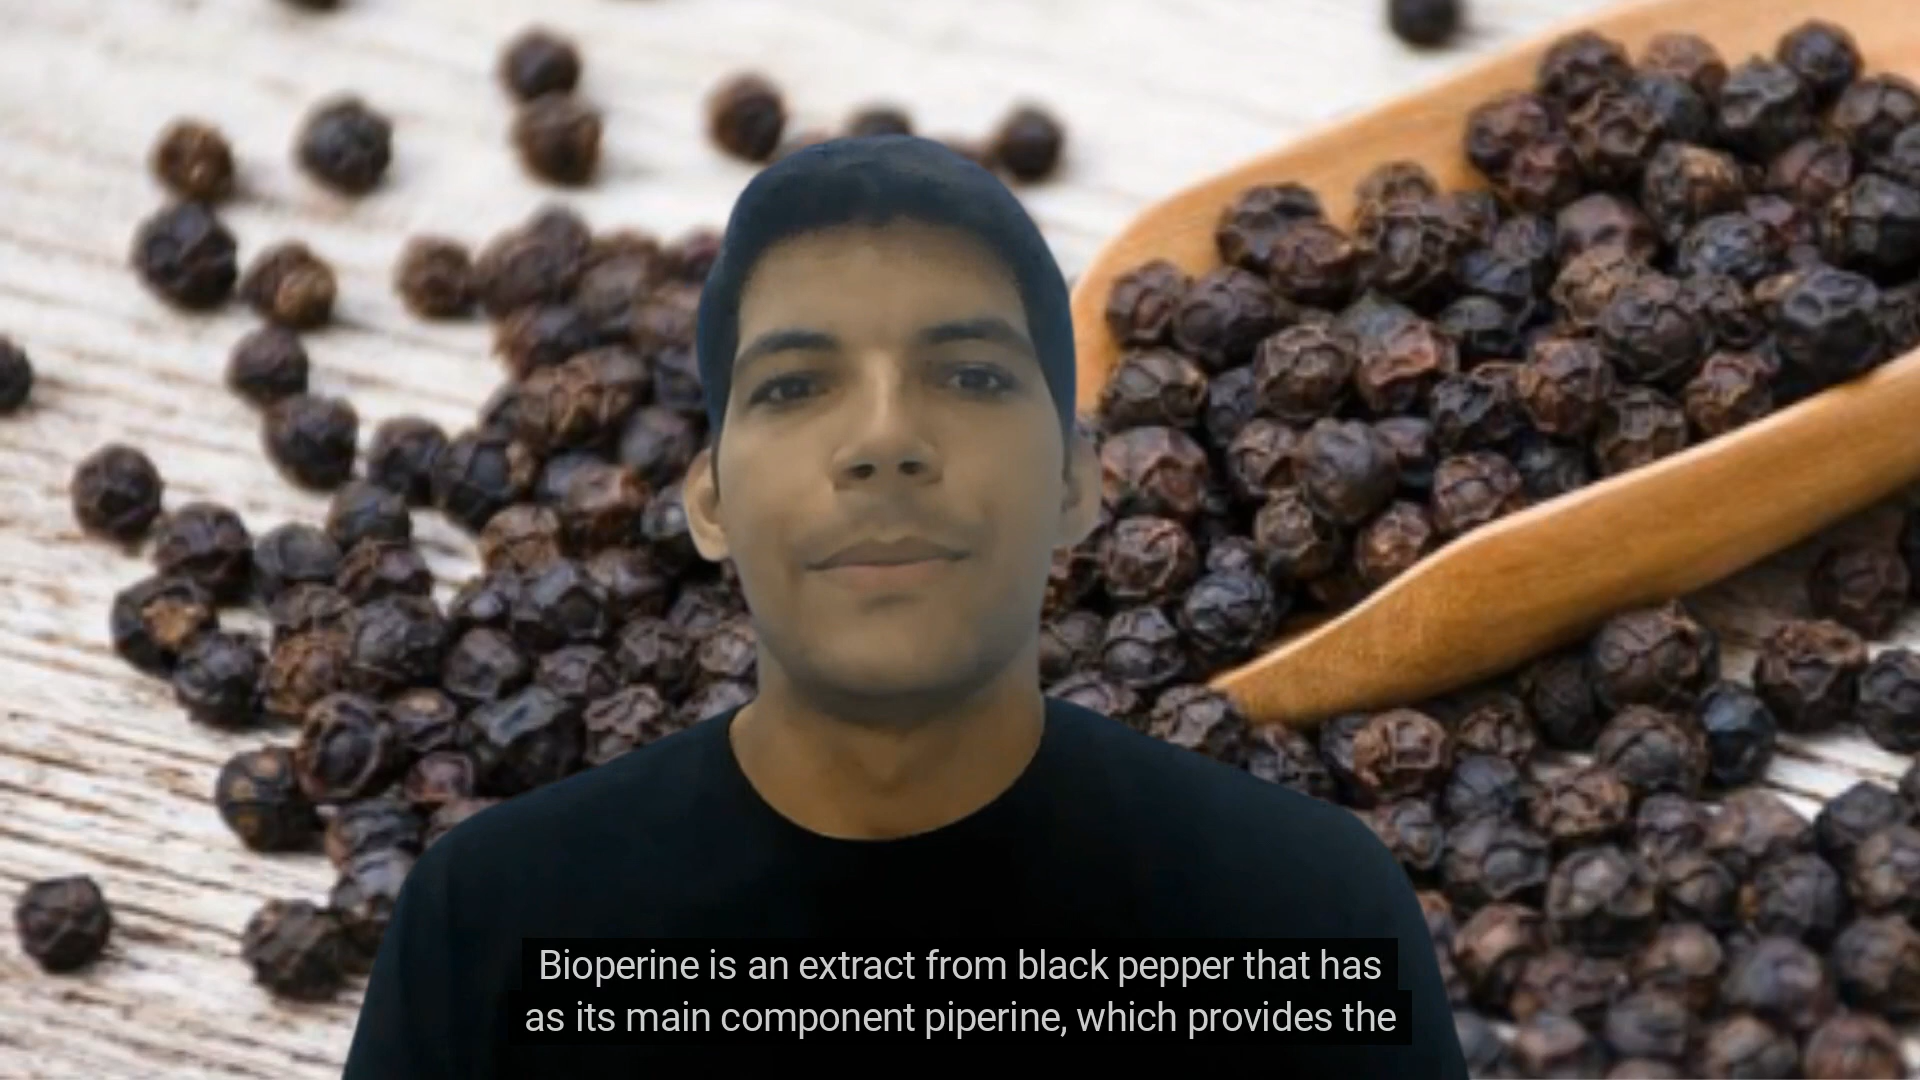 Bioperine is an extract from black pepper that has
as its main component piperine, which provides the